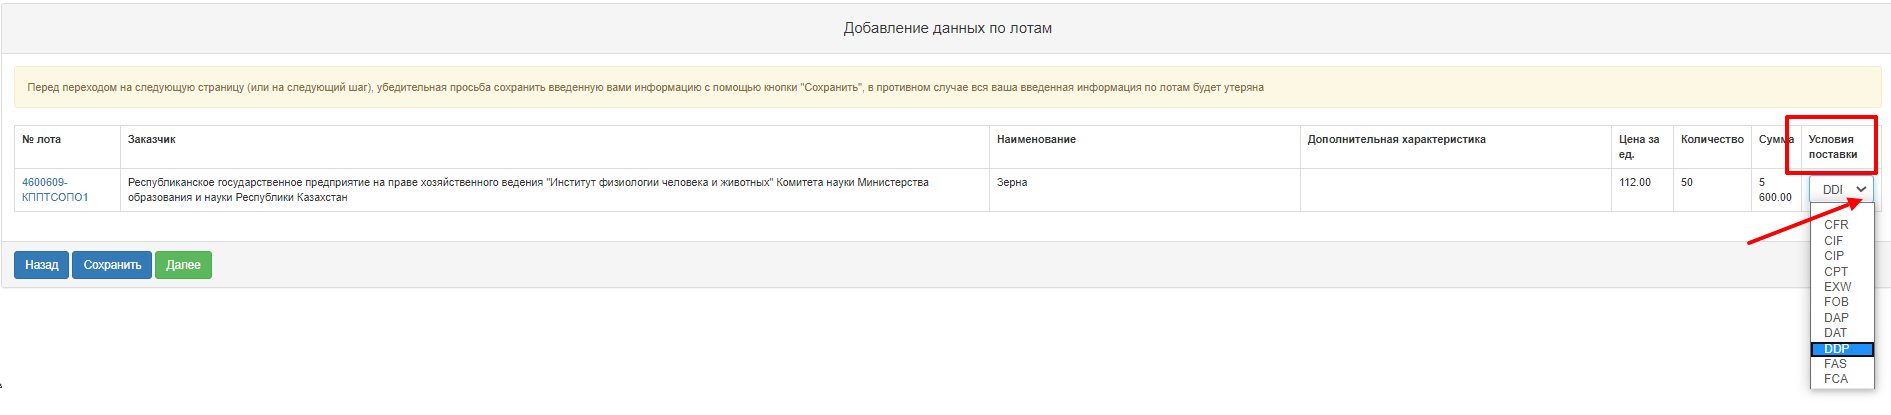 Добавление данных по лотам
Перед переходом на следующую страницу (или на следующий шаг), убедительная просьба сохранить введенную вами информацию с помощью кнопки "Сохранить", в противном случае вся ваша введенная информация по лотам будет утеряна
№ лота Заказчик Наименование Дополнительная характеристика Цена за ед. Количество Сумма Условия поставки
4600609-КППТСОПО1 Республиканское государственное предприятие на праве хозяйственного ведения "Институт физиологии человека и животных" Комитета науки Министерства
образования и науки Республики Казахстан Зерна 112.00 50 5 600.00 DDP
CFR
CIF
CIP
CPT
EXW
FOB
DAP
DAT
DDP
FAS
FCA
Назад Сохранить Далее